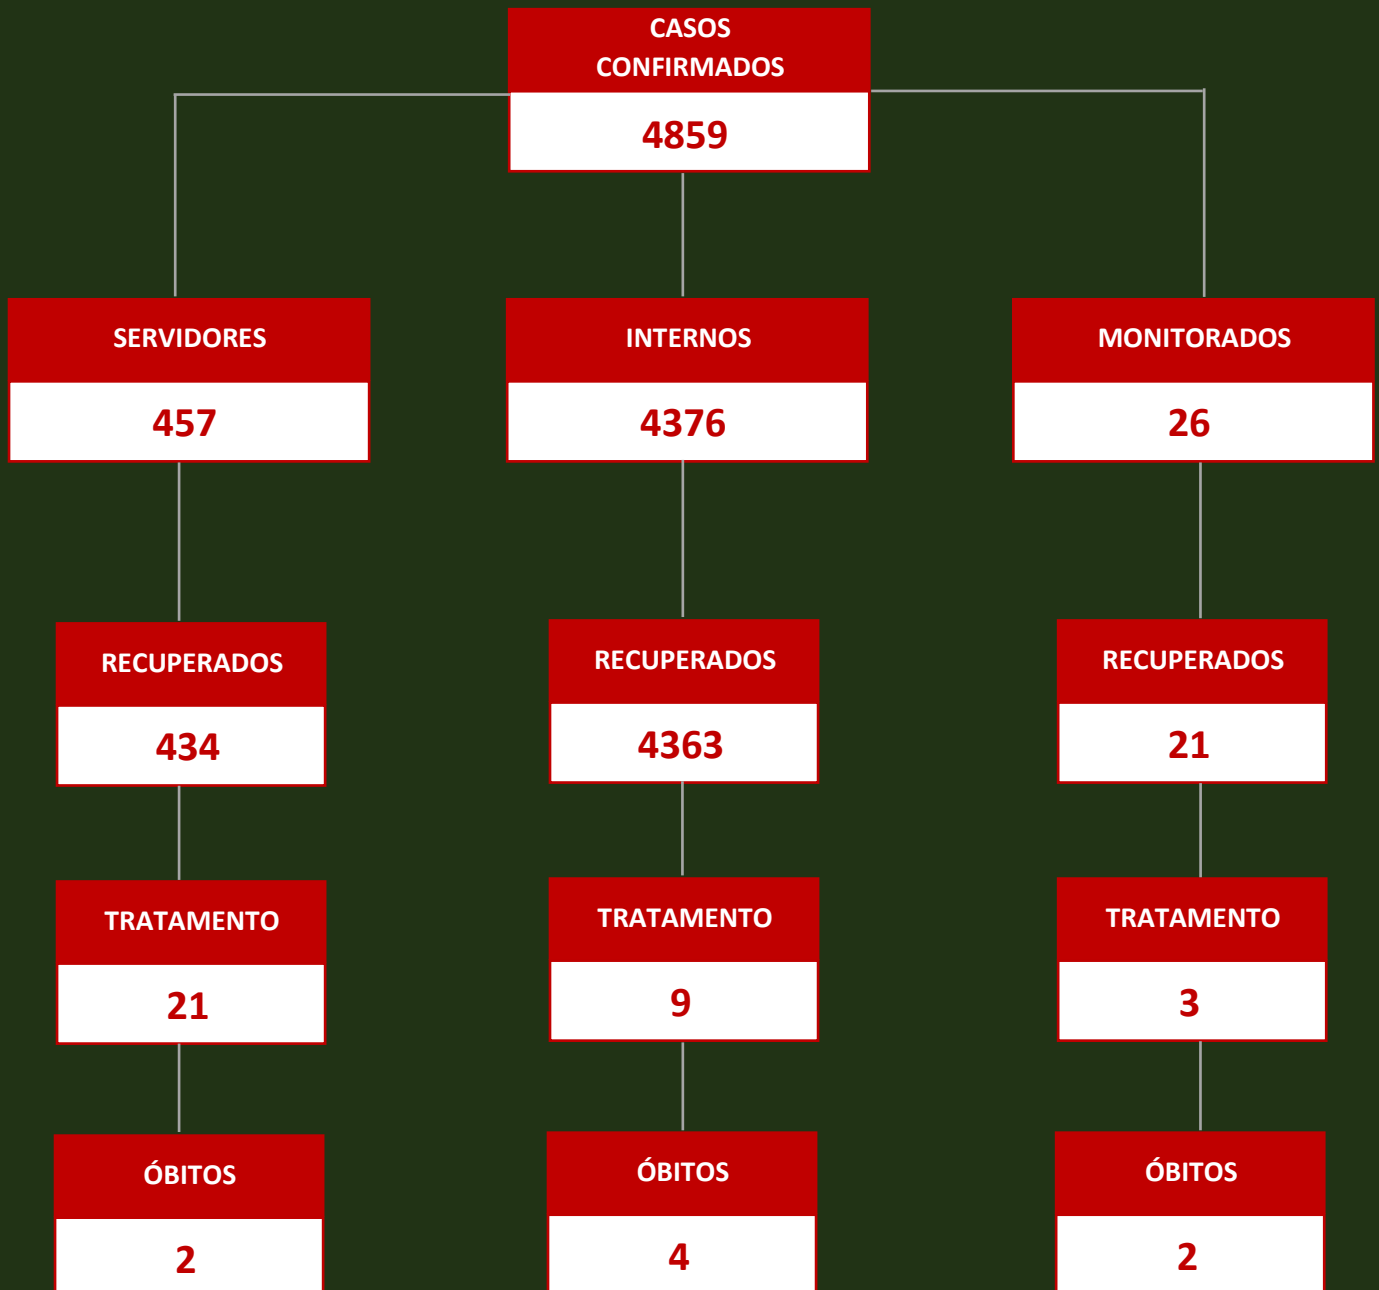 CASOS
CONFIRMADOS
4859
SERVIDORES
457
INTERNOS
4376
MONITORADOS
26
RECUPERADOS
434
RECUPERADOS
4363
RECUPERADOS
21
TRATAMENTO
21
TRATAMENTO
9
TRATAMENTO
3
ÓBITOS
2
ÓBITOS
4
ÓBITOS
2